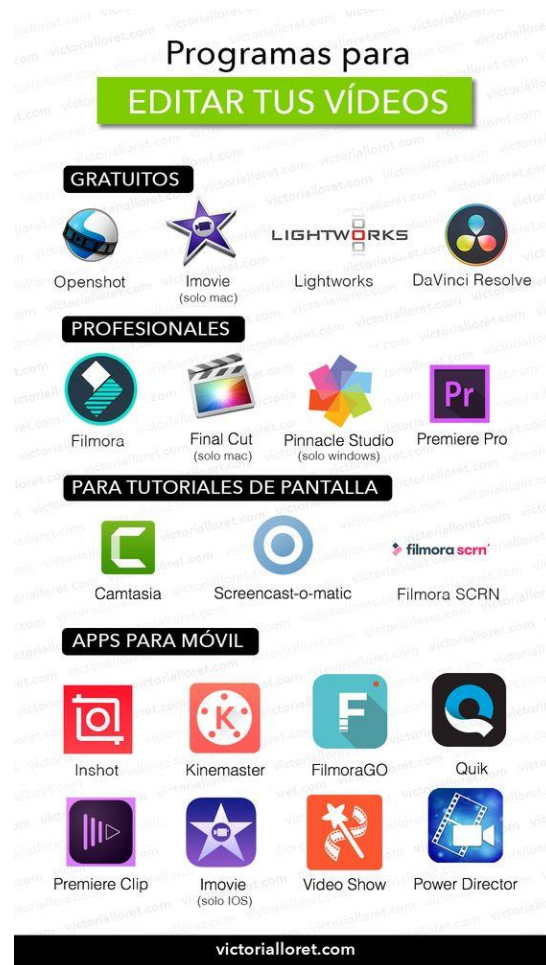 Programas para
EDITAR TUS VÍDEOS
GRATUITOS
LIGHTWORKS
Openshot
Imovie
(solo mac)
Lightworks
DaVinci Resolve
PROFESIONALES
Pr
Filmora
Final Cut
(solo mac)
Pinnacle Studio
(solo windows)
Premiere Pro
PARA TUTORIALES DE PANTALLA
filmora scrn
Camtasia
Screencast-o-matic
Filmora SCRN
APPS PARA MÓVIL
K
F
Inshot
Kinemaster
FilmoraGO
Quik
Premiere Clip
Imovie
(solo IOS)
Video Show
Power Director
victorialloret.com